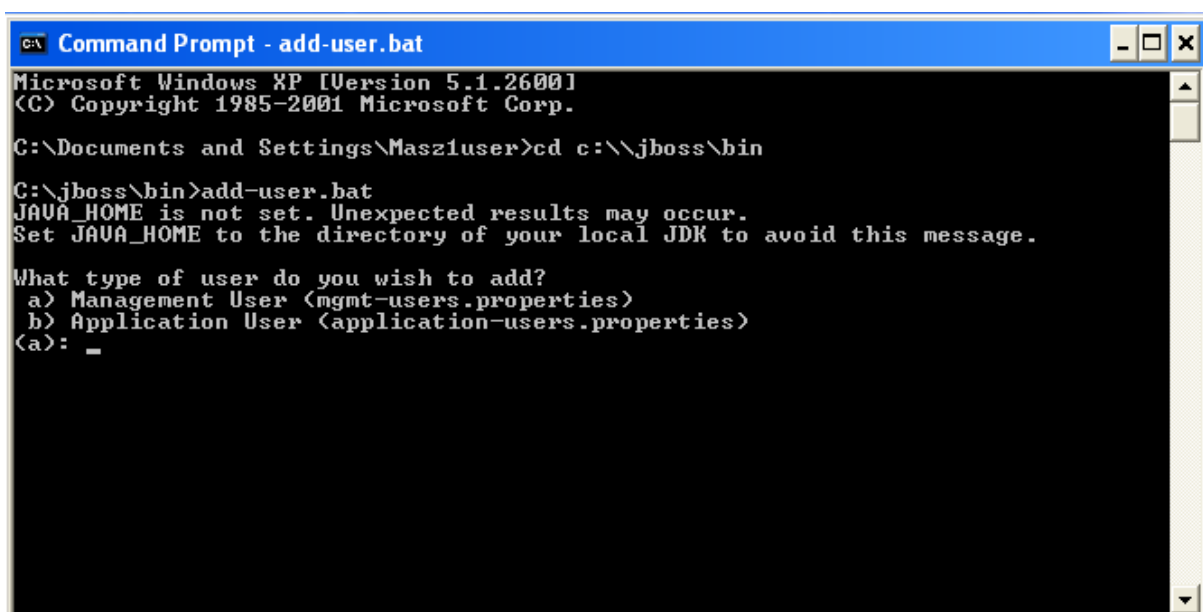 Command Prompt - add-user.bat
Microsoft Windows XP [Version 5.1.2600]
(C) Copyright 1985-2001 Microsoft Corp.
C:\Documents and Settings\Masz1user>cd c:\\jboss\bin
C:\jboss\bin>add-user.bat
JAVA_HOME is not set. Unexpected results may occur.
Set JAVA_HOME to the directory of your local JDK to avoid this message.
What type of user do you wish to add?
a) Management User (mgmt-users.properties)
b) Application User (application-users.properties)
(a): _